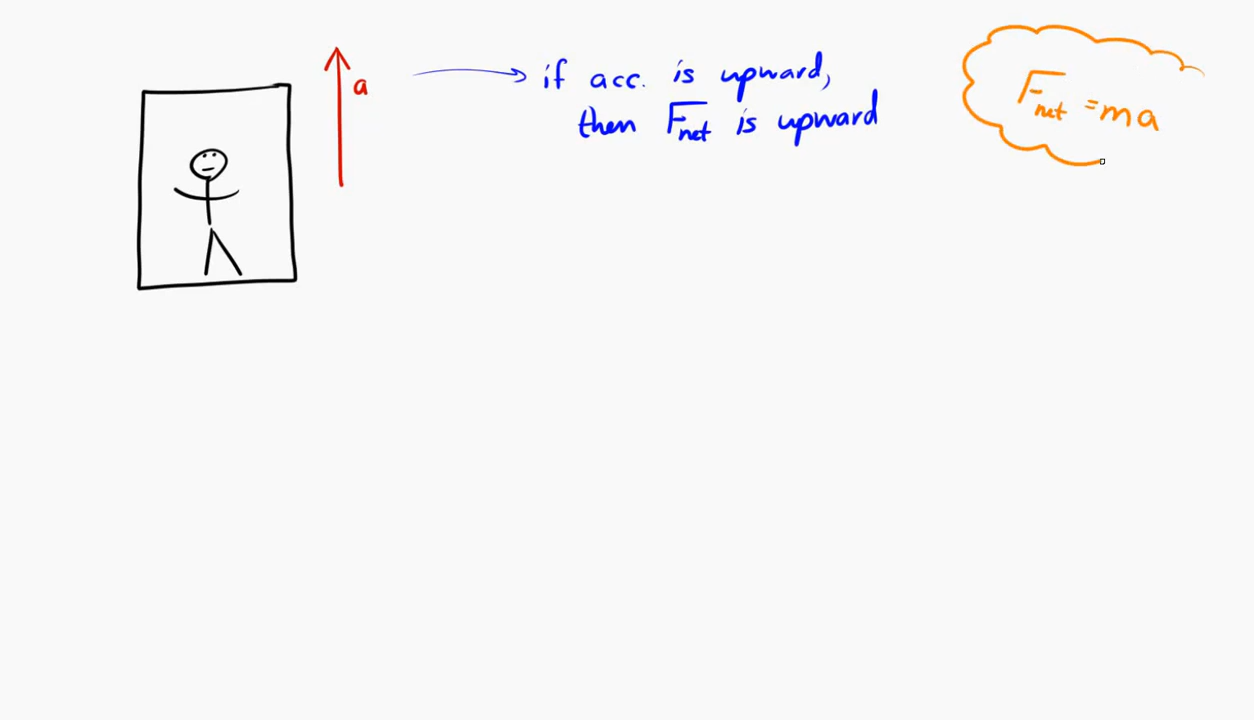 a
if acc. is upward,
then Fnet is upward
Fnet = ma